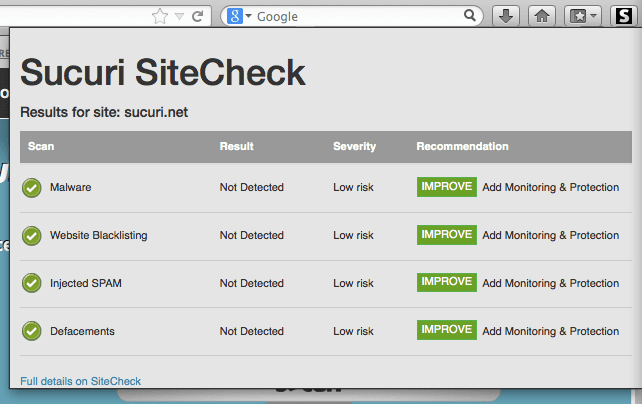 Google
S
Sucuri SiteCheck
Results for site: sucuri.net
Scan Result Severity Recommendation
Malware Not Detected Low risk IMPROVE Add Monitoring & Protection
Website Blacklisting Not Detected Low risk IMPROVE Add Monitoring & Protection
Injected SPAM Not Detected Low risk IMPROVE Add Monitoring & Protection
Defacements Not Detected Low risk IMPROVE Add Monitoring & Protection
Full details on SiteCheck